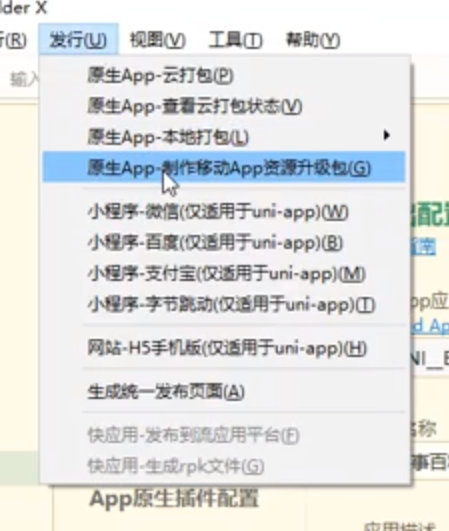 lder X
行(R) 发行(U) 视图(V) 工具(T) 帮助(Y)
输入
原生App-云打包(P)
原生App-查看云打包状态(V)
原生App-本地打包(L)
原生App-制作移动App资源升级包(G)
小程序-微信(仅适用于uni-app)(W)
小程序-百度(仅适用于uni-app)(B)
小程序-支付宝(仅适用于uni-app)(M)
小程序-字节跳动(仅适用于uni-app)(T)
网站-H5手机版(仅适用于uni-app)(H)
生成统一发布页面(A)
快应用-发布到流应用平台(F)
快应用-生成rpk文件(G)
出配置
指南
pp应
d Ap
NI__E
名称
事百科
App原生插件配置
应用描述